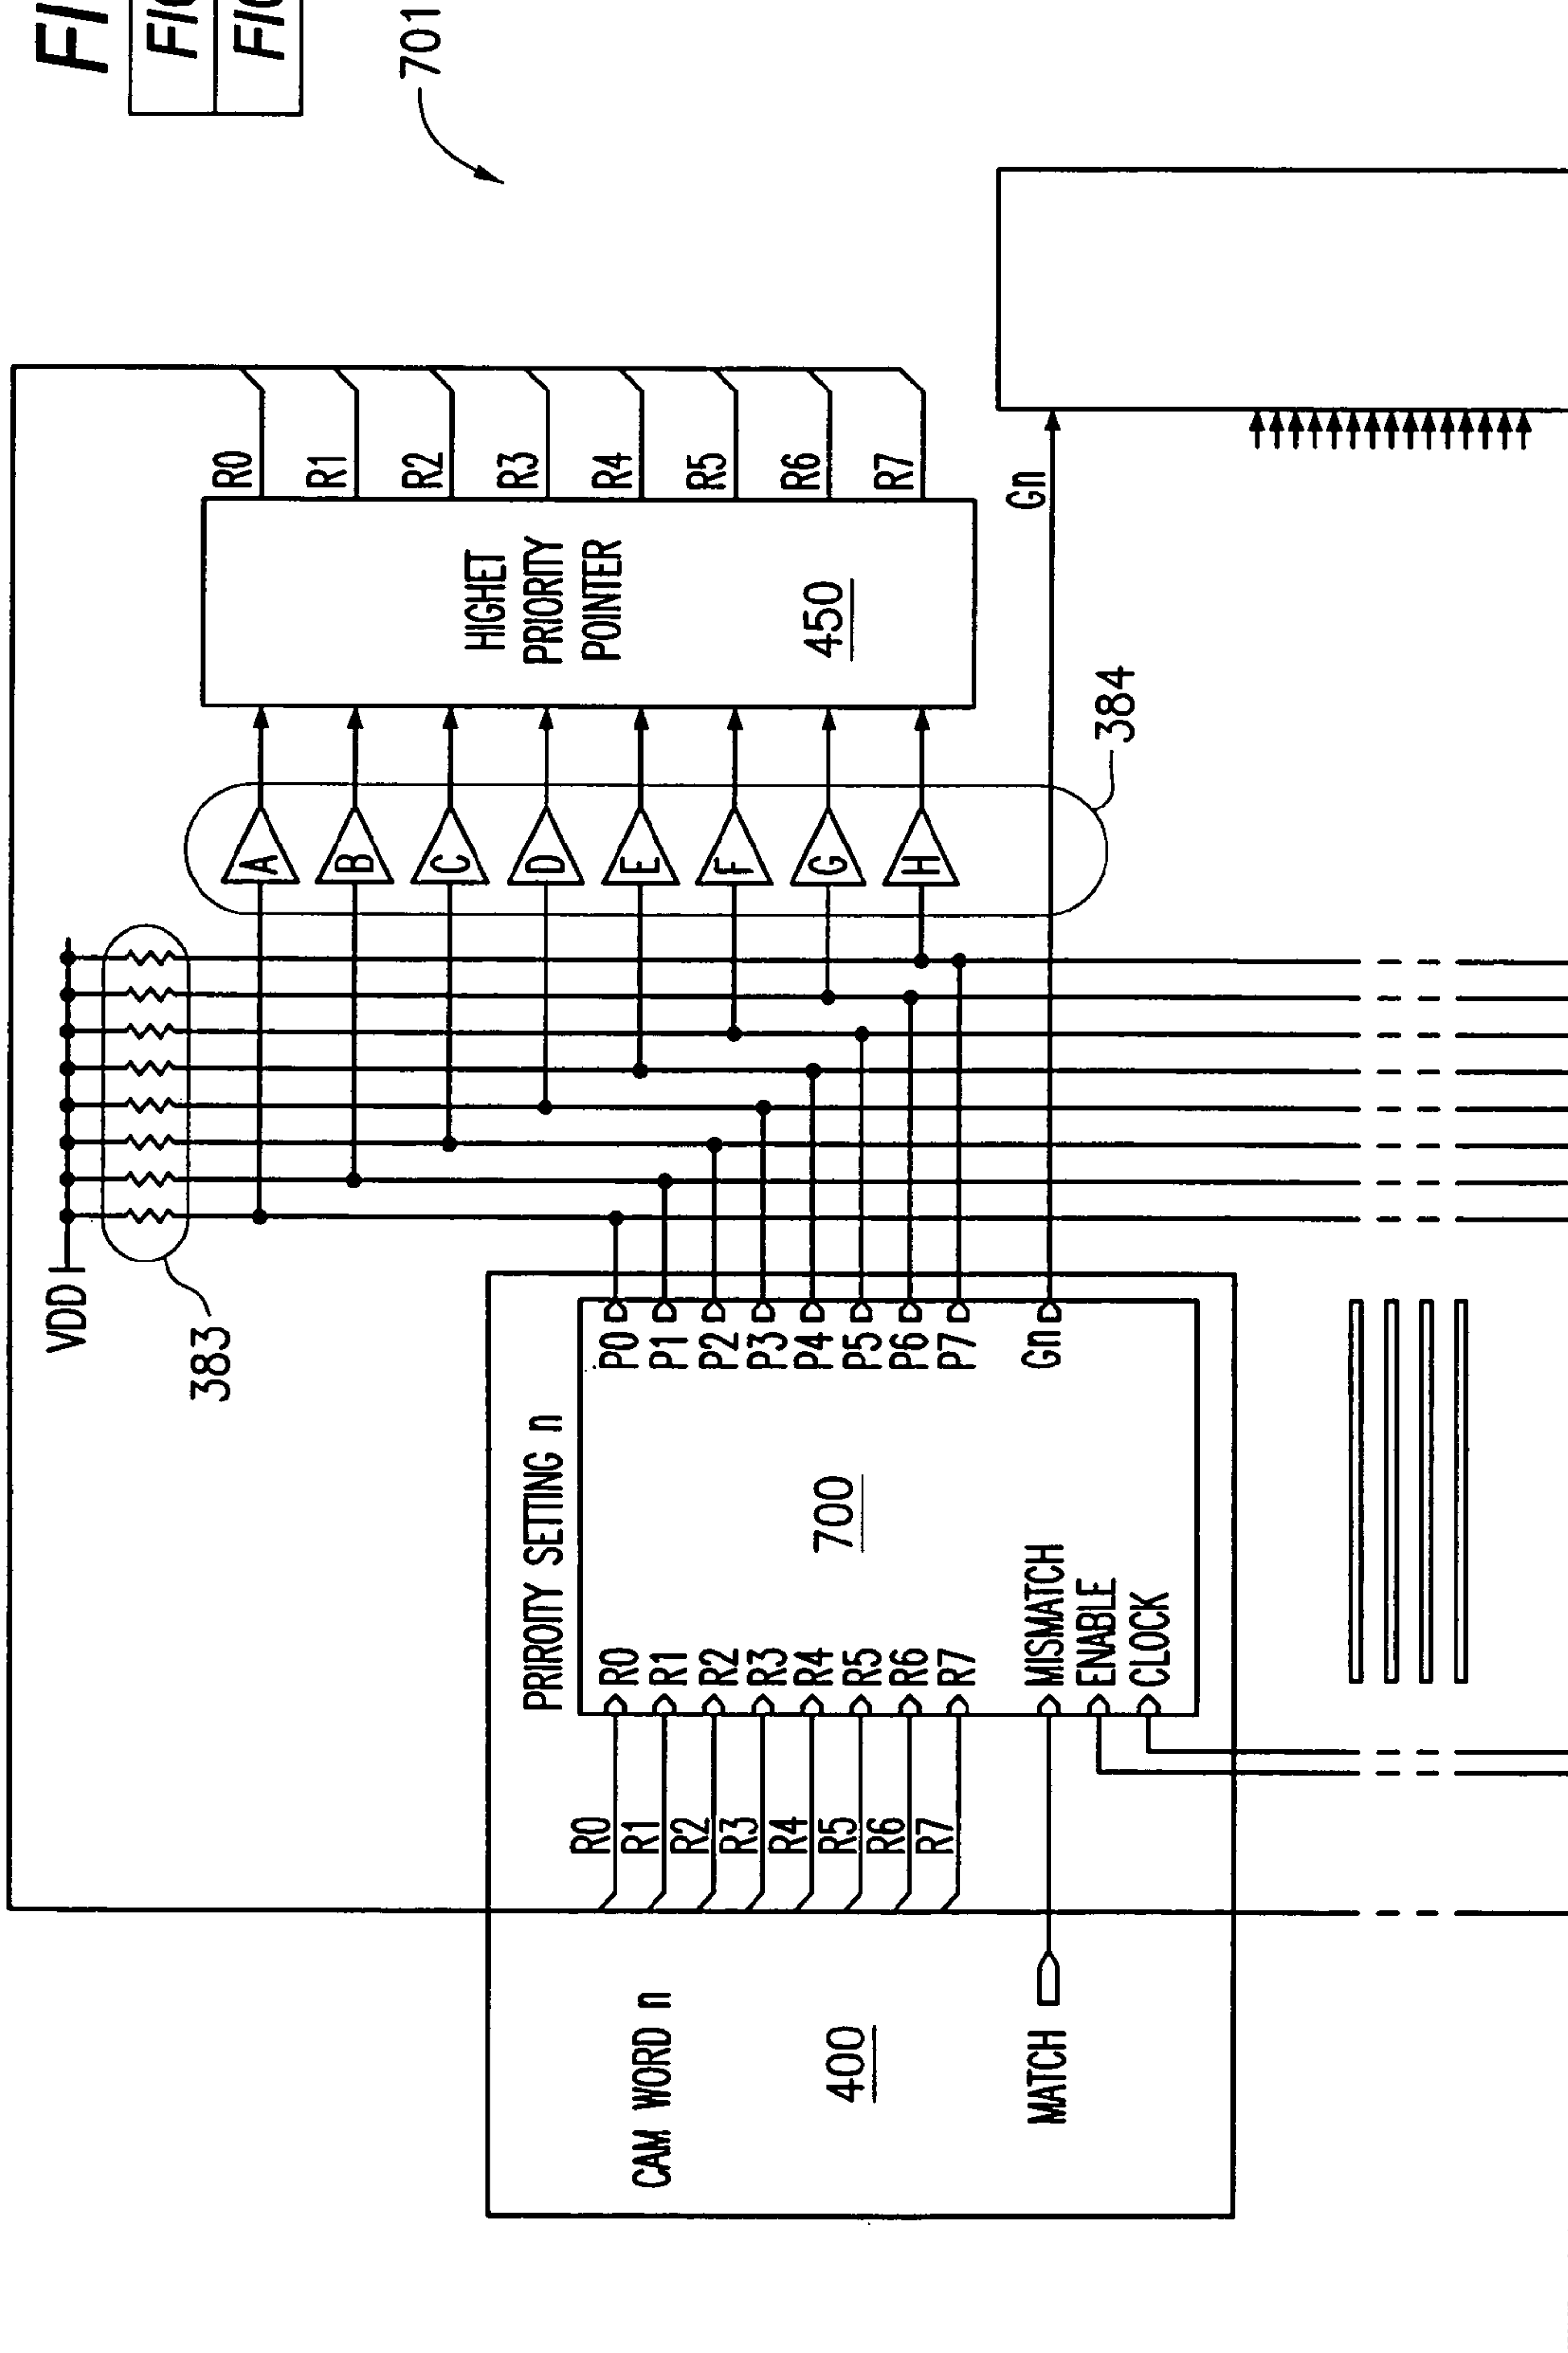 FI
FIG
FIG
701
VDD
383
R0
R1
R2
R3
R4
R5
R6
R7
A
B
C
D
E
F
G
H
HIGHET
PRIORITY
POINTER
450
384
Gn
PRIROITY SETTING n
R0
R1
R2
R3
R4
R5
R6
R7
R0
R1
R2
R3
R4
R5
R6
R7
MISMATCH
ENABLE
CLOCK
700
P0
P1
P2
P3
P4
P5
P6
P7
Gn
CAM WORD n
400
MATCH